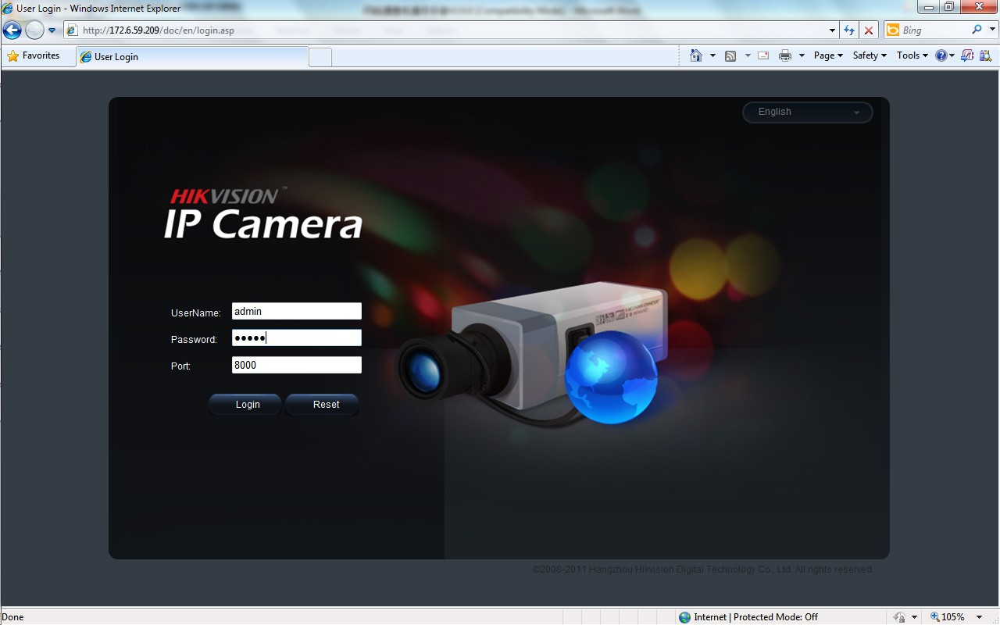 User Login - Windows Internet Explorer
http://172.6.59.209/doc/en/login.asp
Bing
Favorites
User Login
Page
Safety
Tools
English
HIKVISION™
IP Camera
UserName: admin
Password: •••••
Port: 8000
Login Reset
©2008-2011 Hangzhou Hikvision Digital Technology Co., Ltd. All rights reserved.
Done
Internet | Protected Mode: Off
105%